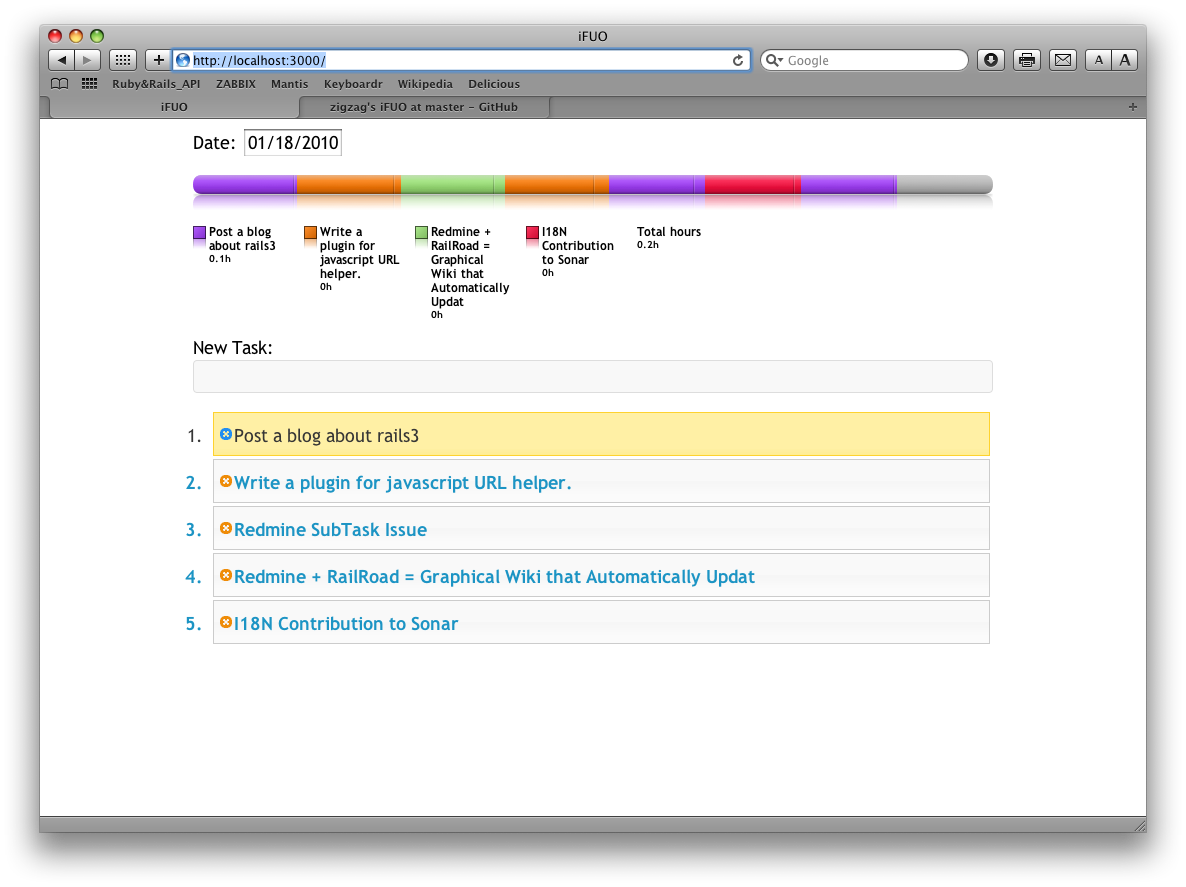 iFUO
http://localhost:3000/
Google
A A
Ruby&Rails_API ZABBIX Mantis Keyboardr Wikipedia Delicious
iFUO
zigzag's iFUO at master - GitHub
Date: 01/18/2010
Post a blog
about rails3
0.1h
Write a
plugin for
javascript URL
helper.
0h
Redmine +
RailRoad =
Graphical
Wiki that
Automatically
Updat
0h
I18N
Contribution
to Sonar
0h
Total hours
0.2h
New Task:
1. Post a blog about rails3
2. Write a plugin for javascript URL helper.
3. Redmine SubTask Issue
4. Redmine + RailRoad = Graphical Wiki that Automatically Updat
5. I18N Contribution to Sonar